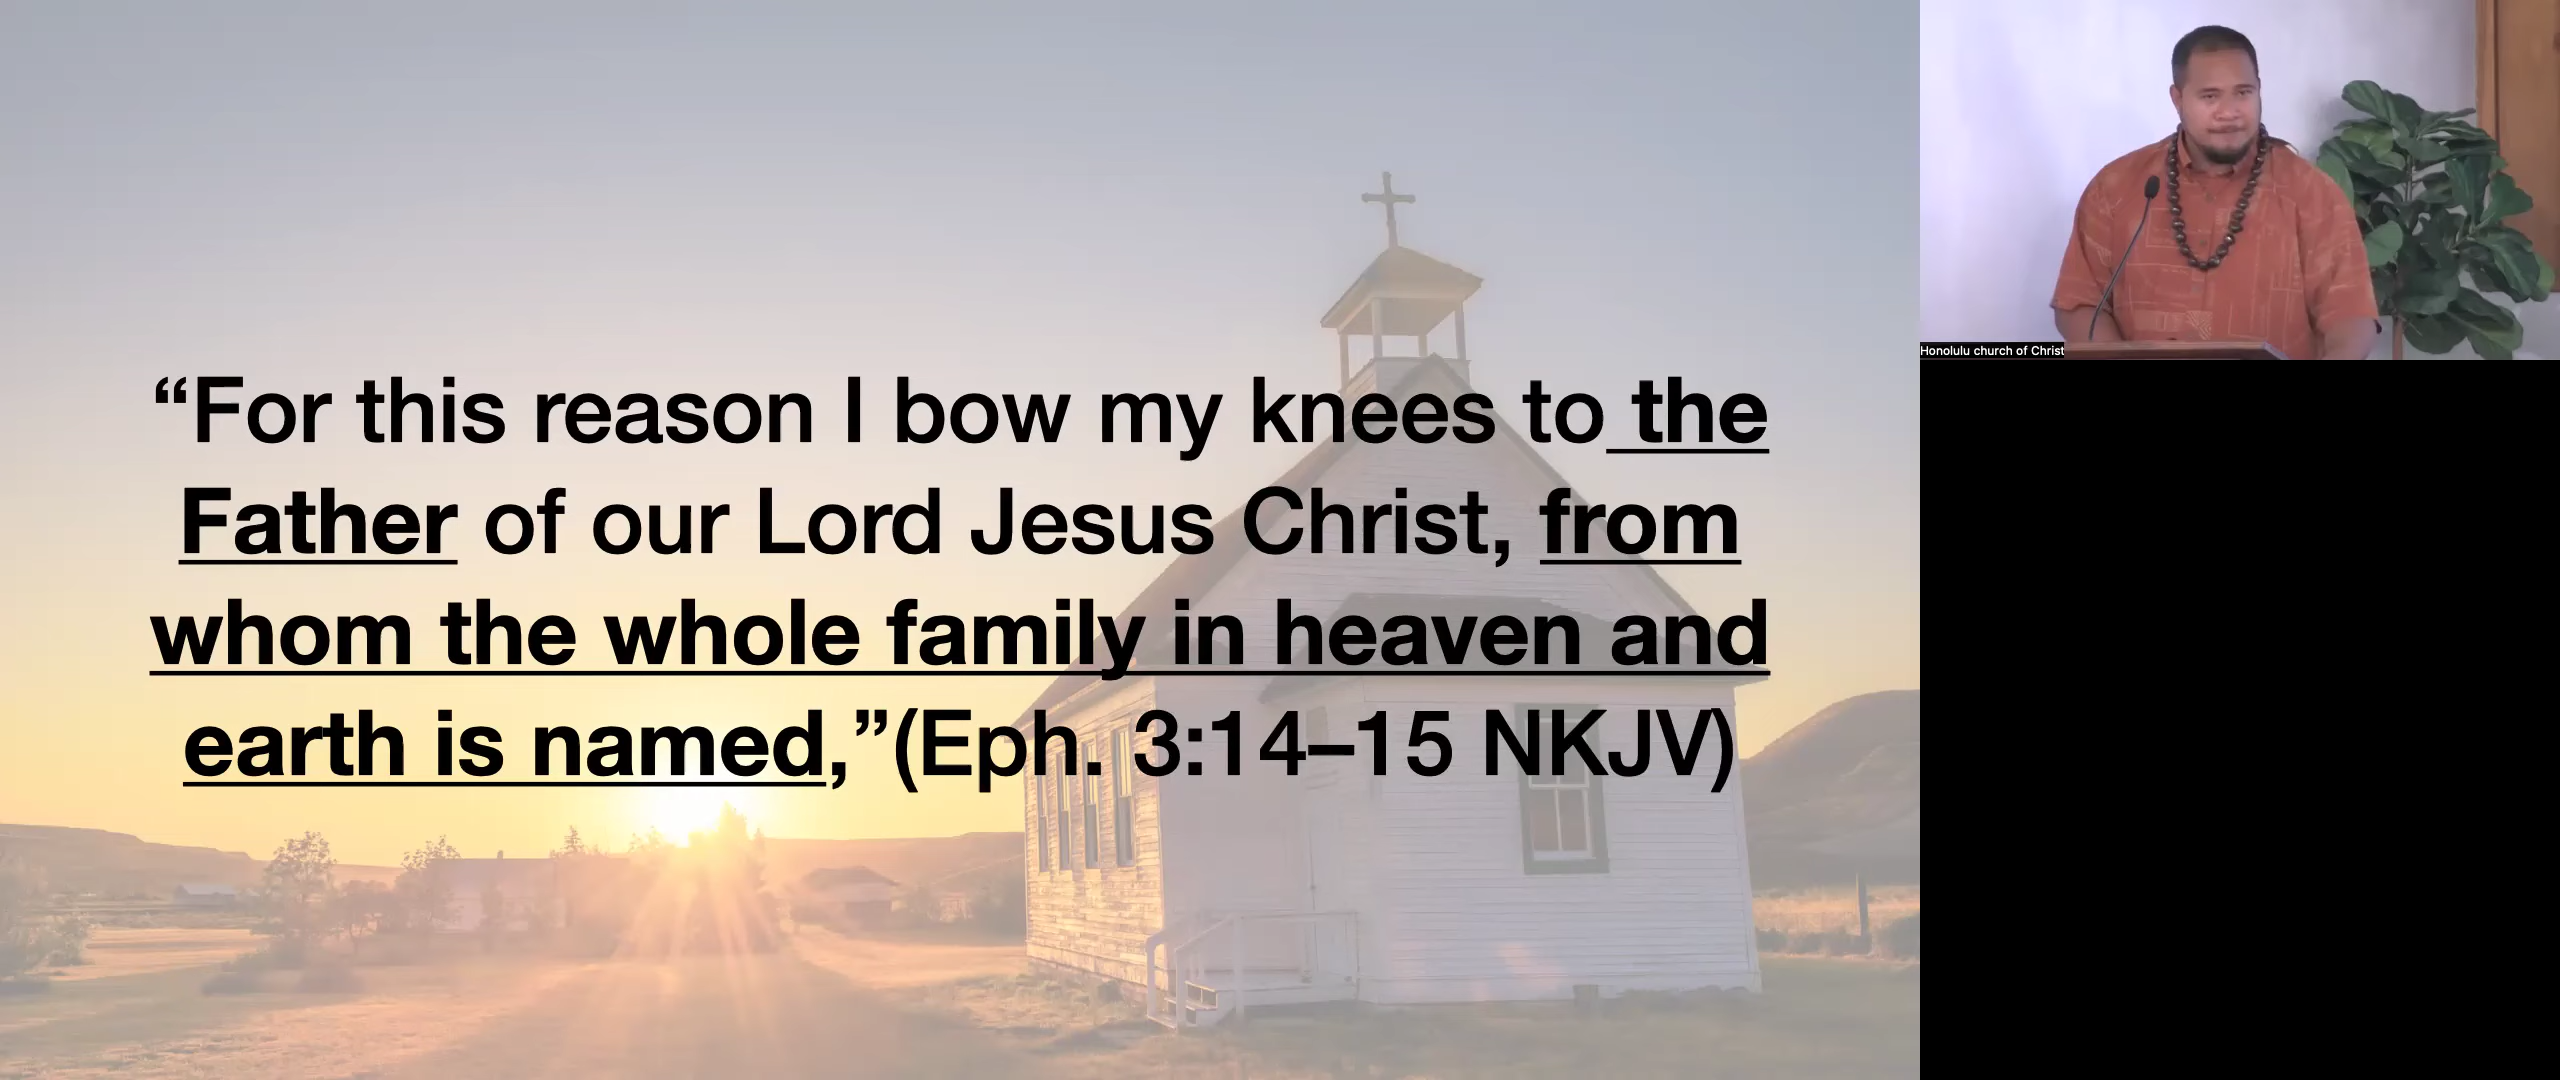 “For this reason I bow my knees to the
Father of our Lord Jesus Christ, from
whom the whole family in heaven and
earth is named,”(Eph. 3:14–15 NKJV)
Honolulu church of Christ